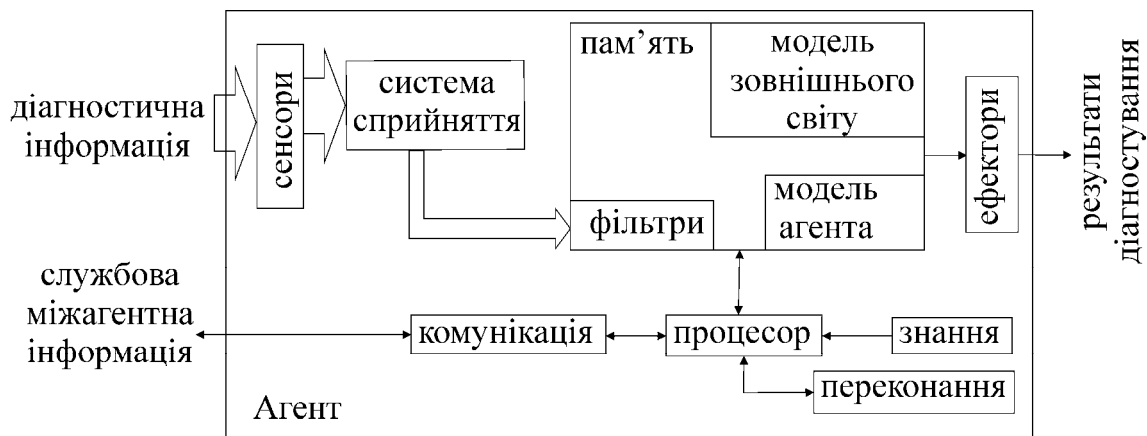 діагностична
інформація
сенсори
система
сприйняття
пам’ять
модель
зовнішнього
світу
фільтри
модель
агента
ефектори
результати
діагностування
службова
міжагентна
інформація
комунікація
процесор
знання
переконання
Агент